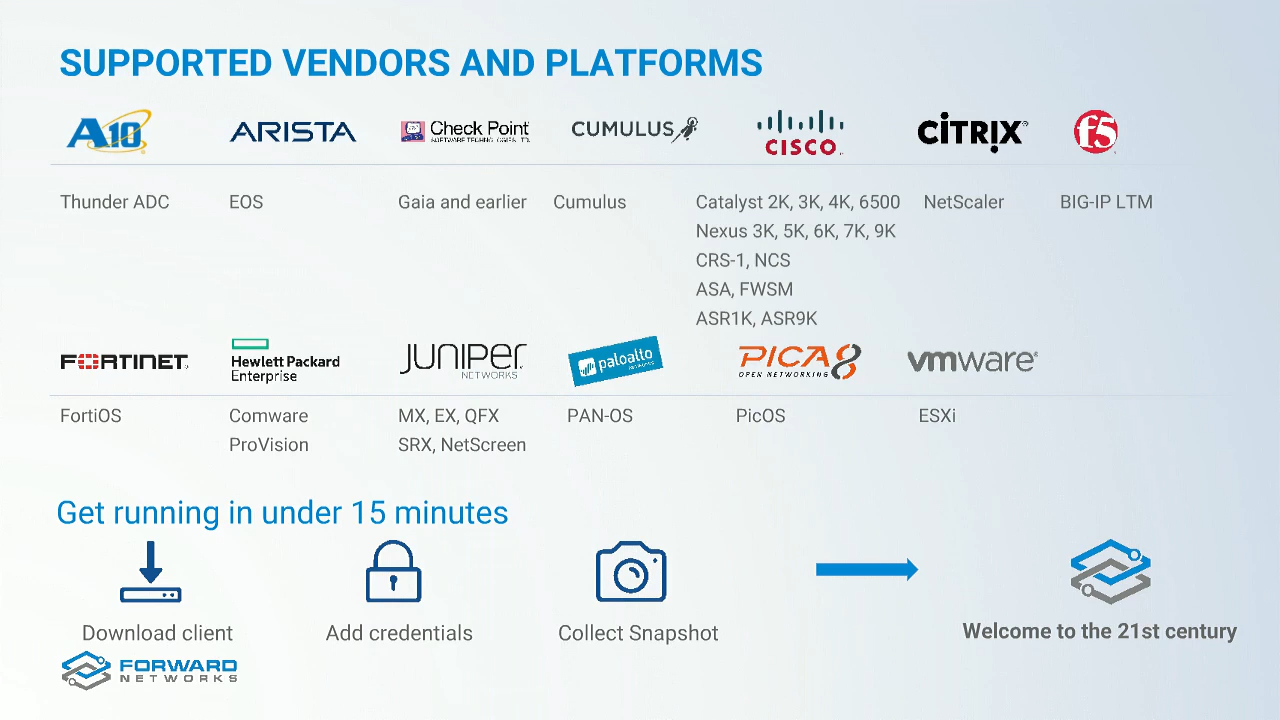 SUPPORTED VENDORS AND PLATFORMS
A10
ARISTA
Check Point
SOFTWARE TECHNOLOGIES LTD.
CUMULUS
CISCO
CITRIX
f5
Thunder ADC
EOS
Gaia and earlier
Cumulus
Catalyst 2K, 3K, 4K, 6500
Nexus 3K, 5K, 6K, 7K, 9K
CRS-1, NCS
ASA, FWSM
ASR1K, ASR9K
NetScaler
BIG-IP LTM
FORTINET
Hewlett Packard
Enterprise
JUNIPER
NETWORKS
paloalto
NETWORKS
PICA8
OPEN NETWORKING
vmware
FortiOS
Comware
ProVision
MX, EX, QFX
SRX, NetScreen
PAN-OS
PicOS
ESXi
Get running in under 15 minutes
Download client
Add credentials
Collect Snapshot
Welcome to the 21st century
FORWARD
NETWORKS